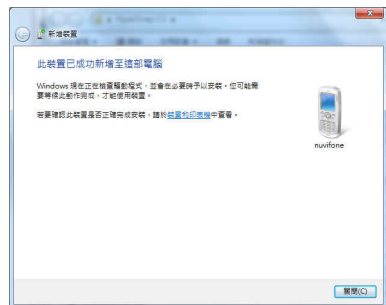 新增裝置
此裝置已成功新增至這部電腦
Windows 現在正在檢查驅動程式，並會在必要時予以安裝。您可能需
要等候此動作完成，才能使用裝置。
若要確認此裝置是否正確完成安裝，請於裝置和印表機中查看。
nuvifone
關閉(C)